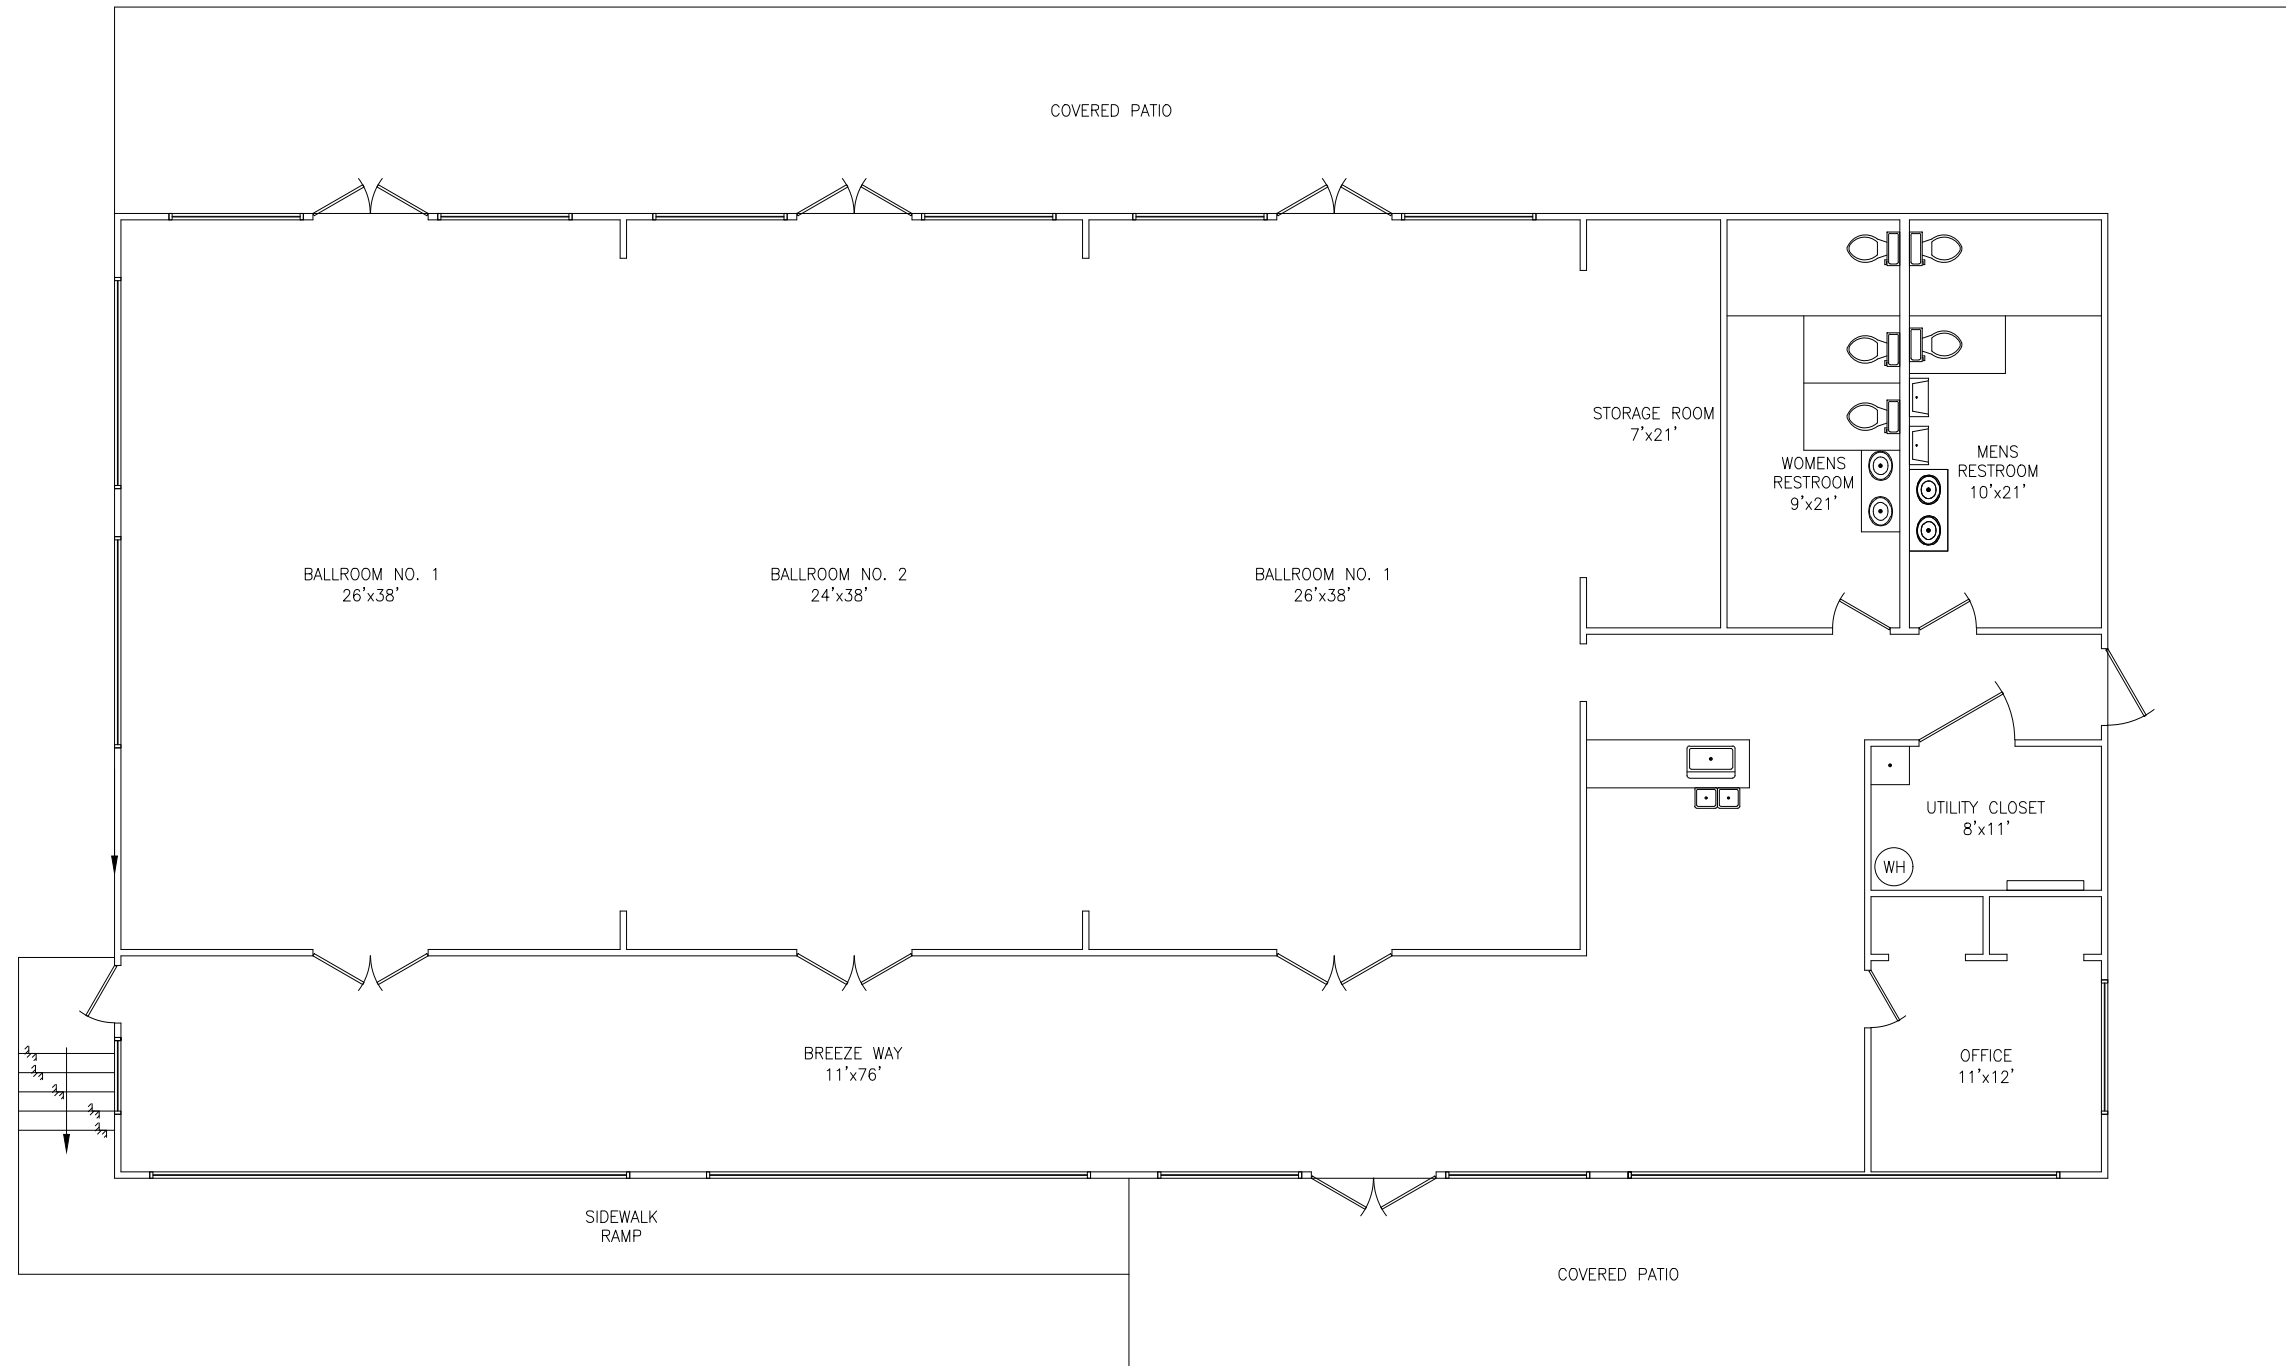 COVERED PATIO
STORAGE ROOM
7'x21'
WOMENS
RESTROOM
9'x21'
MENS
RESTROOM
10'x21'
BALLROOM NO. 1
26'x38'
BALLROOM NO. 2
24'x38'
BALLROOM NO. 1
26'x38'
UTILITY CLOSET
8'x11'
WH
BREEZE WAY
11'x76'
OFFICE
11'x12'
SIDEWALK
RAMP
COVERED PATIO